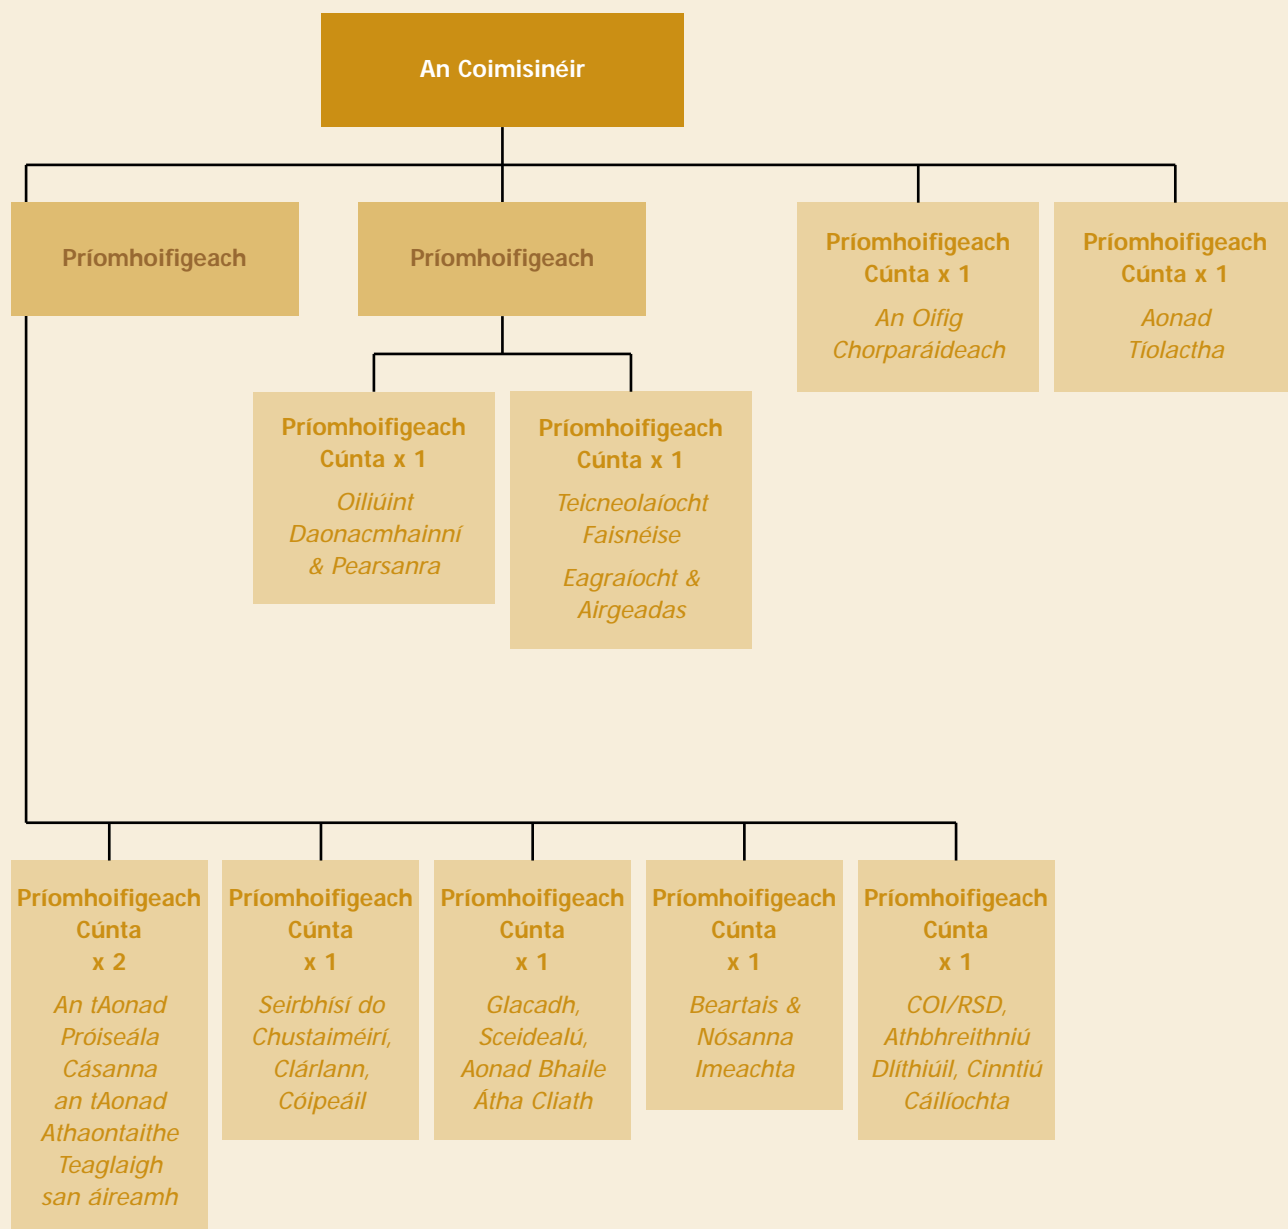 An Coimisinéir
Príomhoifigeach
Príomhoifigeach
Príomhoifigeach
Cúnta x 1
An Oifig
Chorparáideach
Príomhoifigeach
Cúnta x 1
Aonad
Tíolactha
Príomhoifigeach
Cúnta x 1
Oiliúint
Daonacmhainní
& Pearsanra
Príomhoifigeach
Cúnta x 1
Teicneolaíocht
Faisnéise
Eagraíocht &
Airgeadas
Príomhoifigeach
Cúnta
x 2
An tAonad
Próiseála
Cásanna
an tAonad
Athaontaithe
Teaglaigh
san áireamh
Príomhoifigeach
Cúnta
x 1
Seirbhísí do
Chustaiméirí,
Clárlann,
Cóipeáil
Príomhoifigeach
Cúnta
x 1
Glacadh,
Sceidealú,
Aonad Bhaile
Átha Cliath
Príomhoifigeach
Cúnta
x 1
Beartais &
Nósanna
Imeachta
Príomhoifigeach
Cúnta
x 1
COI/RSD,
Athbhreithniú
Dlíthiúil, Cinntiú
Cáilíochta